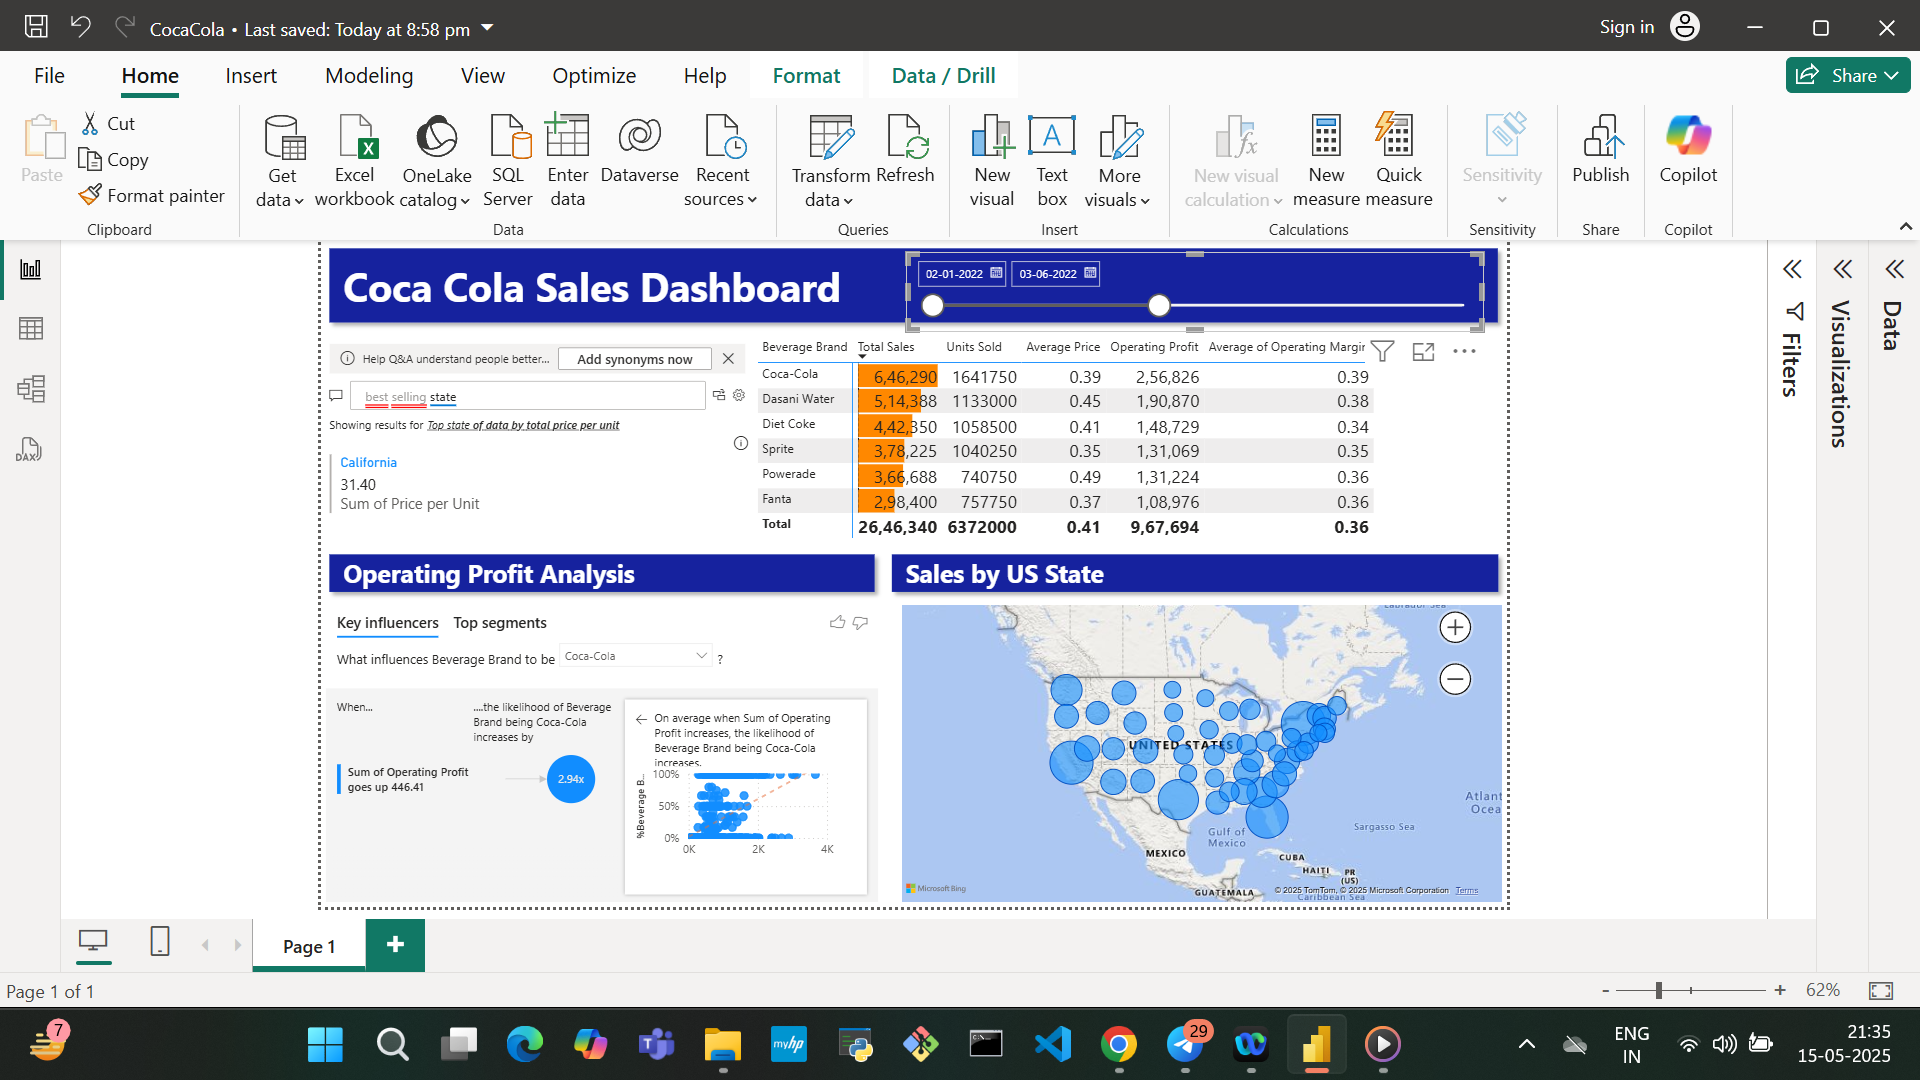 CocaCola • Last saved: Today at 8:58 pm
Sign in
File Home Insert Modeling View Optimize Help Format Data / Drill
Share
Paste
Cut
Copy
Format painter
Clipboard
Get data
Excel workbook
OneLake catalog
SQL Server
Enter data
Dataverse
Recent sources
Data
Transform data
Refresh
Queries
New visual
Text box
More visuals
Insert
New visual calculation
New measure
Quick measure
Calculations
Sensitivity
Sensitivity
Publish
Share
Copilot
Copilot
Coca Cola Sales Dashboard
02-01-2022 03-06-2022
Help Q&A understand people better...
Add synonyms now
best selling state
Showing results for Top state of data by total price per unit
California
31.40
Sum of Price per Unit
Beverage Brand Total Sales Units Sold Average Price Operating Profit Average of Operating Margin
Coca-Cola 6,46,290 1641750 0.39 2,56,826 0.39
Dasani Water 5,14,388 1133000 0.45 1,90,870 0.38
Diet Coke 4,42,350 1058500 0.41 1,48,729 0.34
Sprite 3,78,225 1040250 0.35 1,31,069 0.35
Powerade 3,66,688 740750 0.49 1,31,224 0.36
Fanta 2,98,400 757750 0.37 1,08,976 0.36
Total 26,46,340 6372000 0.41 9,67,694 0.36
Operating Profit Analysis
Key influencers Top segments
What influences Beverage Brand to be Coca-Cola ?
When...
....the likelihood of Beverage
Brand being Coca-Cola
increases by
Sum of Operating Profit
goes up 446.41
2.94x
On average when Sum of Operating
Profit increases, the likelihood of
Beverage Brand being Coca-Cola
increases.
%Beverage B...
100%
50%
0%
0K 2K 4K
Sales by US State
Labrador Sea
UNITED STATES
Atlant
Ocea
Sargasso Sea
Gulf of
Mexico
MEXICO
CUBA
HAITI
PR
(US)
GUATEMALA
Caribbean Sea
Microsoft Bing
© 2025 TomTom, © 2025 Microsoft Corporation Terms
Filters
Visualizations
Data
DAX
Page 1
Page 1 of 1
- + 62%
7
myhp
29
ENG
IN
21:35
15-05-2025